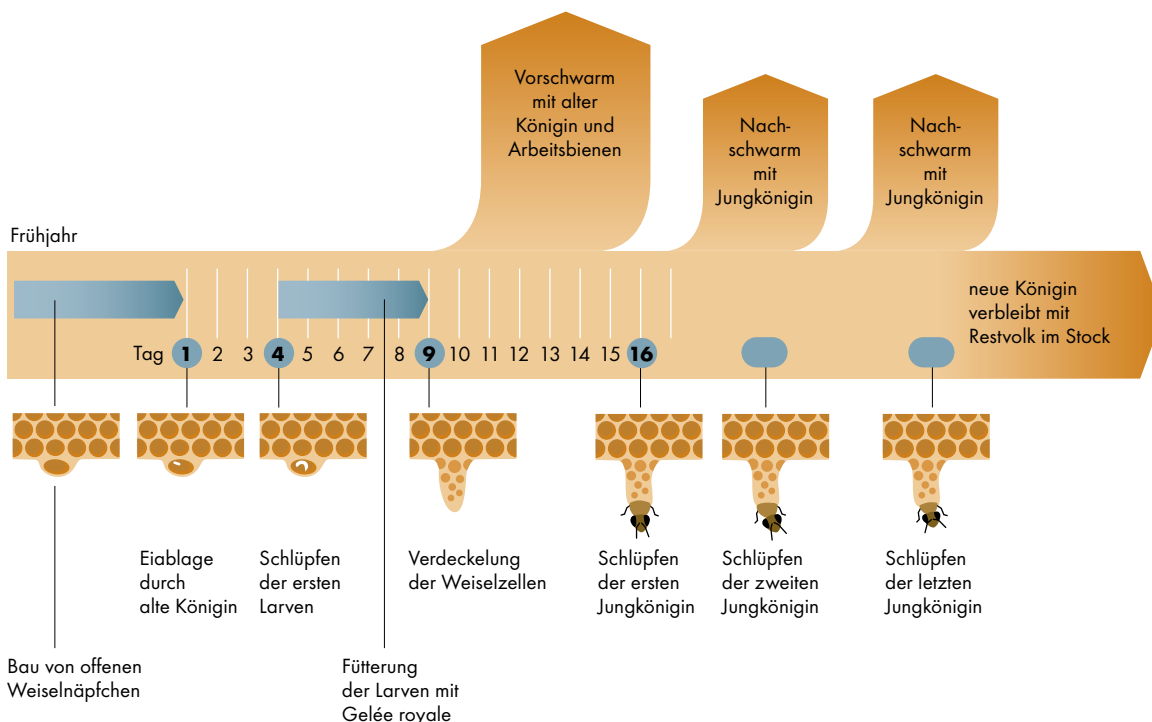 Vorschwarm
mit alter
Königin und
Arbeitsbienen
Nach-
schwarm
mit
Jungkönigin
Nach-
schwarm
mit
Jungkönigin
Frühjahr
neue Königin
verbleibt mit
Restvolk im Stock
Tag 1 2 3 4 5 6 7 8 9 10 11 12 13 14 15 16
Eiablage
durch
alte Königin
Schlüpfen
der ersten
Larven
Verdeckelung
der Weiselzellen
Schlüpfen
der ersten
Jungkönigin
Schlüpfen
der zweiten
Jungkönigin
Schlüpfen
der letzten
Jungkönigin
Bau von offenen
Weiselnäpfchen
Fütterung
der Larven mit
Gelée royale